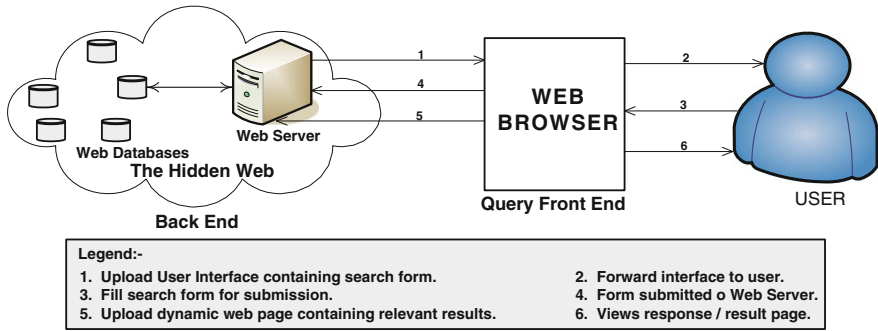 1
4
5
2
3
6
WEB
BROWSER
Web Server
Web Databases
The Hidden Web
Back End
Query Front End
USER
Legend:-
1. Upload User Interface containing search form.
2. Forward interface to user.
3. Fill search form for submission.
4. Form submitted o Web Server.
5. Upload dynamic web page containing relevant results.
6. Views response / result page.